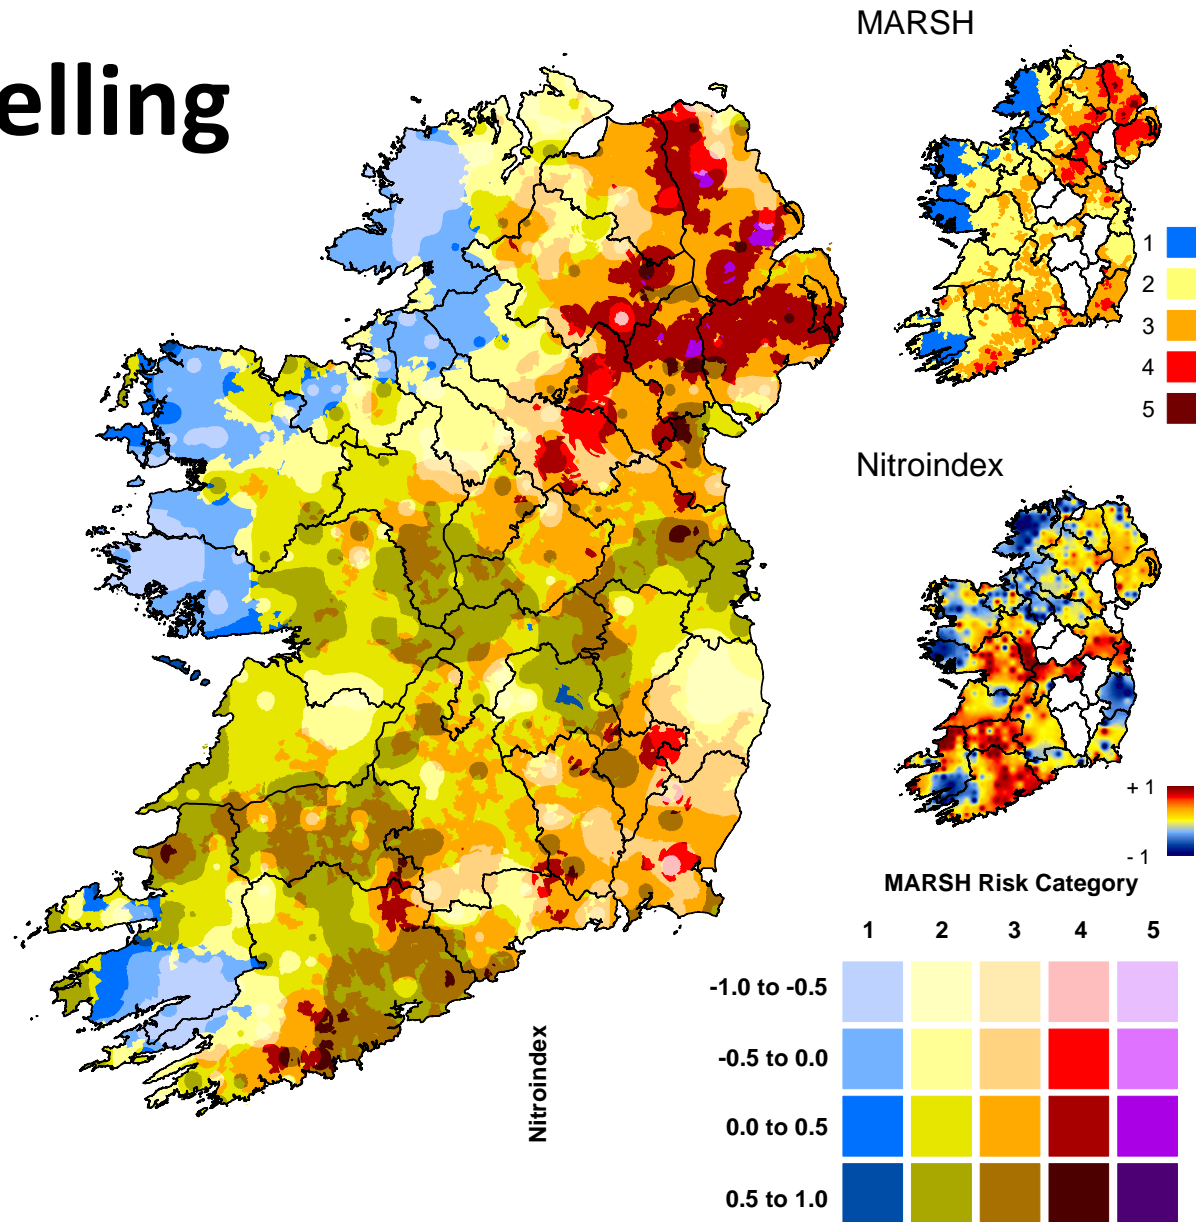 elling
MARSH
1
2
3
4
5
Nitroindex
+ 1
- 1
MARSH Risk Category
1 2 3 4 5
-1.0 to -0.5
-0.5 to 0.0
0.0 to 0.5
0.5 to 1.0
Nitroindex